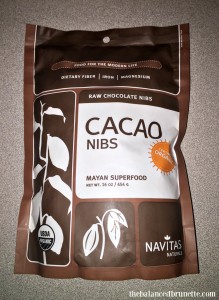 FOOD FOR THE MODERN LIFE
DIETARY FIBER | IRON | MAGNESIUM
RAW CHOCOLATE NIBS
CACAO
NIBS
ORGANIC
MAYAN SUPERFOOD
NET WT. 16 OZ / 454 g
USDA
ORGANIC
NAVITAS
NATURALS
thebalancedbrunette.com